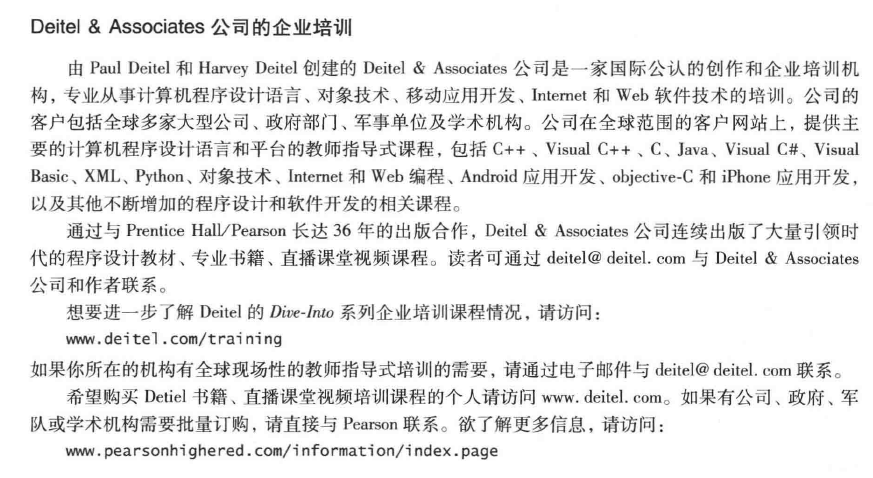 Deitel & Associates 公司的企业培训
由 Paul Deitel 和 Harvey Deitel 创建的 Deitel & Associates 公司是一家国际公认的创作和企业培训机
构，专业从事计算机程序设计语言、对象技术、移动应用开发、Internet 和 Web 软件技术的培训。公司的
客户包括全球多家大型公司、政府部门、军事单位及学术机构。公司在全球范围的客户网站上，提供主
要的计算机程序设计语言和平台的教师指导式课程，包括 C++、Visual C++、C、Java、Visual C#、Visual
Basic、XML、Python、对象技术、Internet 和 Web 编程、Android 应用开发、objective-C 和 iPhone 应用开发，
以及其他不断增加的程序设计和软件开发的相关课程。
通过与 Prentice Hall/Pearson 长达 36 年的出版合作，Deitel & Associates 公司连续出版了大量引领时
代的程序设计教材、专业书籍、直播课堂视频课程。读者可通过 deitel@ deitel. com 与 Deitel & Associates
公司和作者联系。
想要进一步了解 Deitel 的 Dive-Into 系列企业培训课程情况，请访问：
www.deitel.com/training
如果你所在的机构有全球现场性的教师指导式培训的需要，请通过电子邮件与 deitel@ deitel. com 联系。
希望购买 Detiel 书籍、直播课堂视频培训课程的个人请访问 www. deitel. com。如果有公司、政府、军
队或学术机构需要批量订购，请直接与 Pearson 联系。欲了解更多信息，请访问：
www.pearsonhighered.com/information/index.page